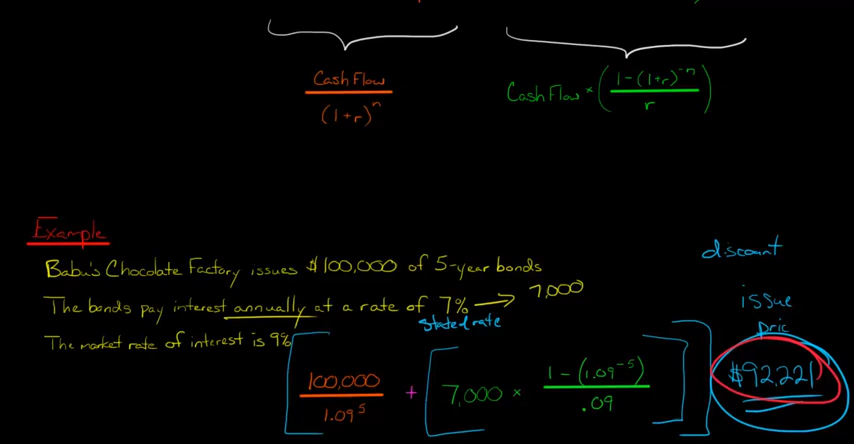 Cash Flow
(1+r)^n
Cash Flow × (1-(1+r)^-n / r)
Example
discount
Babu's Chocolate Factory issues $100,000 of 5-year bonds
The bonds pay interest annually at a rate of 7% → 7,000
stated rate
issue
pric
The market rate of interest is 9%
[100,000 / 1.09^5 + [7,000 × 1-(1.09^-5) / .09]]
$92,221